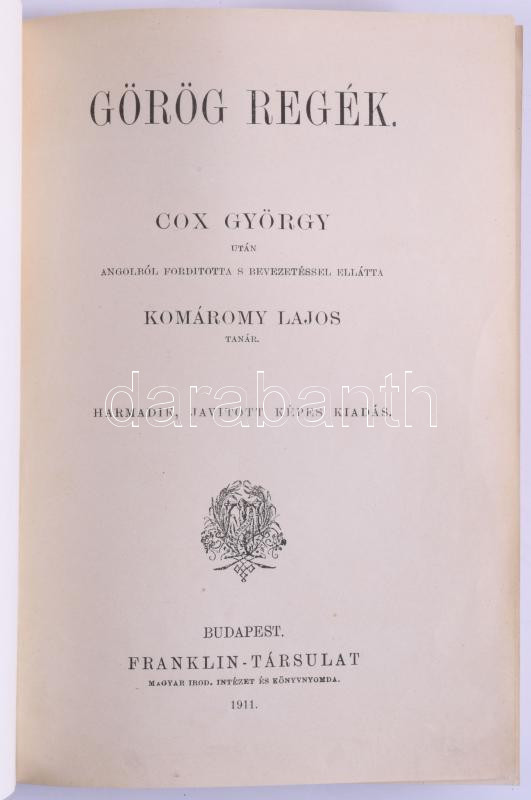 GÖRÖG REGÉK.
COX GYÖRGY
UTÁN
ANGOLBÓL FORDITOTTA S BEVEZETÉSSEL ELLÁTTA
KOMÁROMY LAJOS
TANÁR.
HARMADIK, JAVITOTT KÉPES KIADÁS.
darabanth
BUDAPEST.
FRANKLIN-TÁRSULAT
MAGYAR IROD. INTÉZET ÉS KÖNYVNYOMDA.
1911.